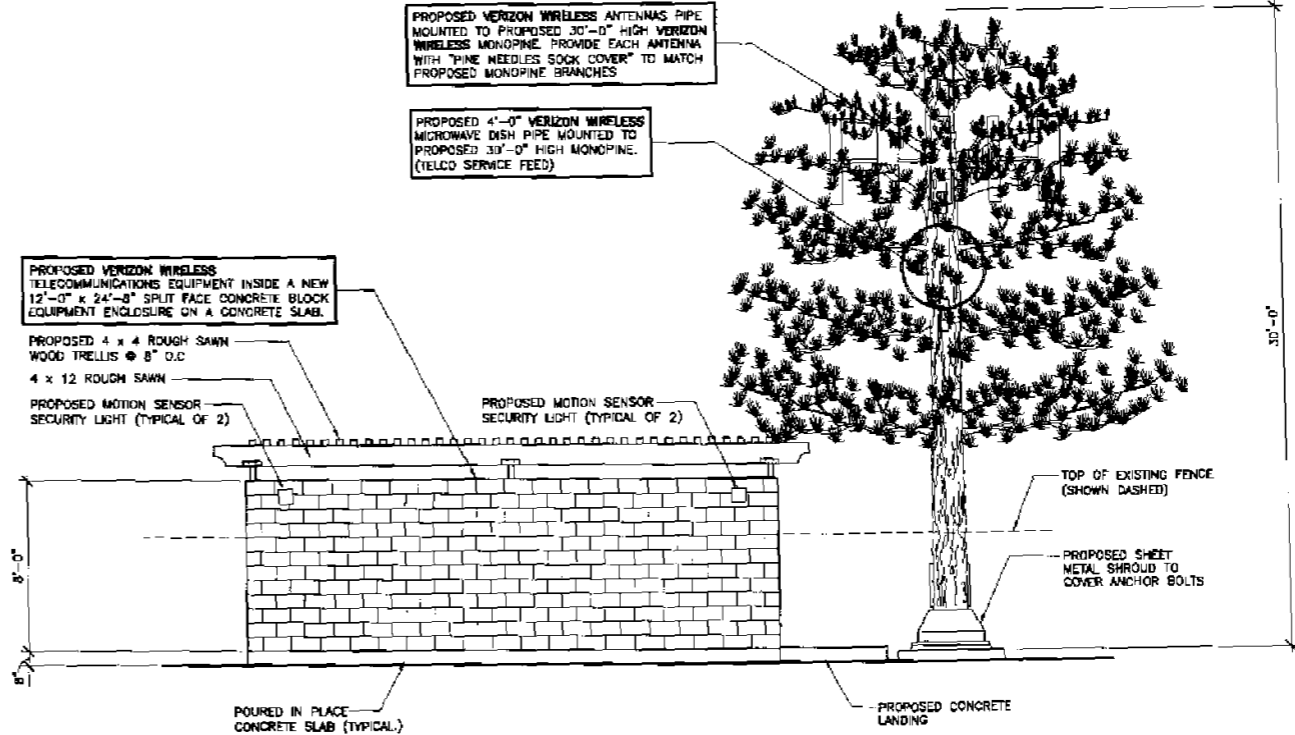 PROPOSED VERIZON WIRELESS ANTENNAS PIPE
MOUNTED TO PROPOSED 30'-0" HIGH VERIZON
WIRELESS MONOPINE. PROVIDE EACH ANTENNA
WITH "PINE NEEDLES SOCK COVER" TO MATCH
PROPOSED MONOPINE BRANCHES
PROPOSED 4'-0" VERIZON WIRELESS
MICROWAVE DISH PIPE MOUNTED TO
PROPOSED 30'-0" HIGH MONOPINE.
(TELCO SERVICE FEED)
PROPOSED VERIZON WIRELESS
TELECOMMUNICATIONS EQUIPMENT INSIDE A NEW
12'-0" x 24'-8" SPLIT FACE CONCRETE BLOCK
EQUIPMENT ENCLOSURE ON A CONCRETE SLAB.
PROPOSED 4 x 4 ROUGH SAWN
WOOD TRELLIS @ 8" O.C
4 x 12 ROUGH SAWN
PROPOSED MOTION SENSOR
SECURITY LIGHT (TYPICAL OF 2)
PROPOSED MOTION SENSOR
SECURITY LIGHT (TYPICAL OF 2)
30'-0"
TOP OF EXISTING FENCE
(SHOWN DASHED)
8'-0"
PROPOSED SHEET
METAL SHROUD TO
COVER ANCHOR BOLTS
8"
POURED IN PLACE
CONCRETE SLAB (TYPICAL.)
PROPOSED CONCRETE
LANDING